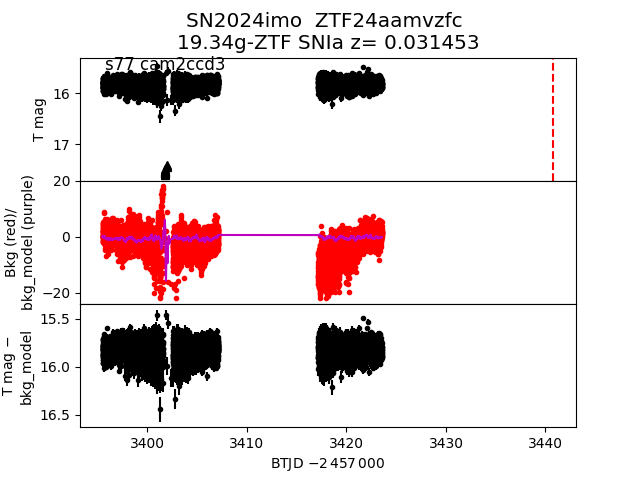 SN2024imo  ZTF24aamvzfc
19.34g-ZTF SNIa z= 0.031453
s77 cam2ccd3
T mag
16
17
Bkg (red)/
bkg_model (purple)
20
0
−20
T mag −
bkg_model
15.5
16.0
16.5
3400 3410 3420 3430 3440
BTJD −2 457 000